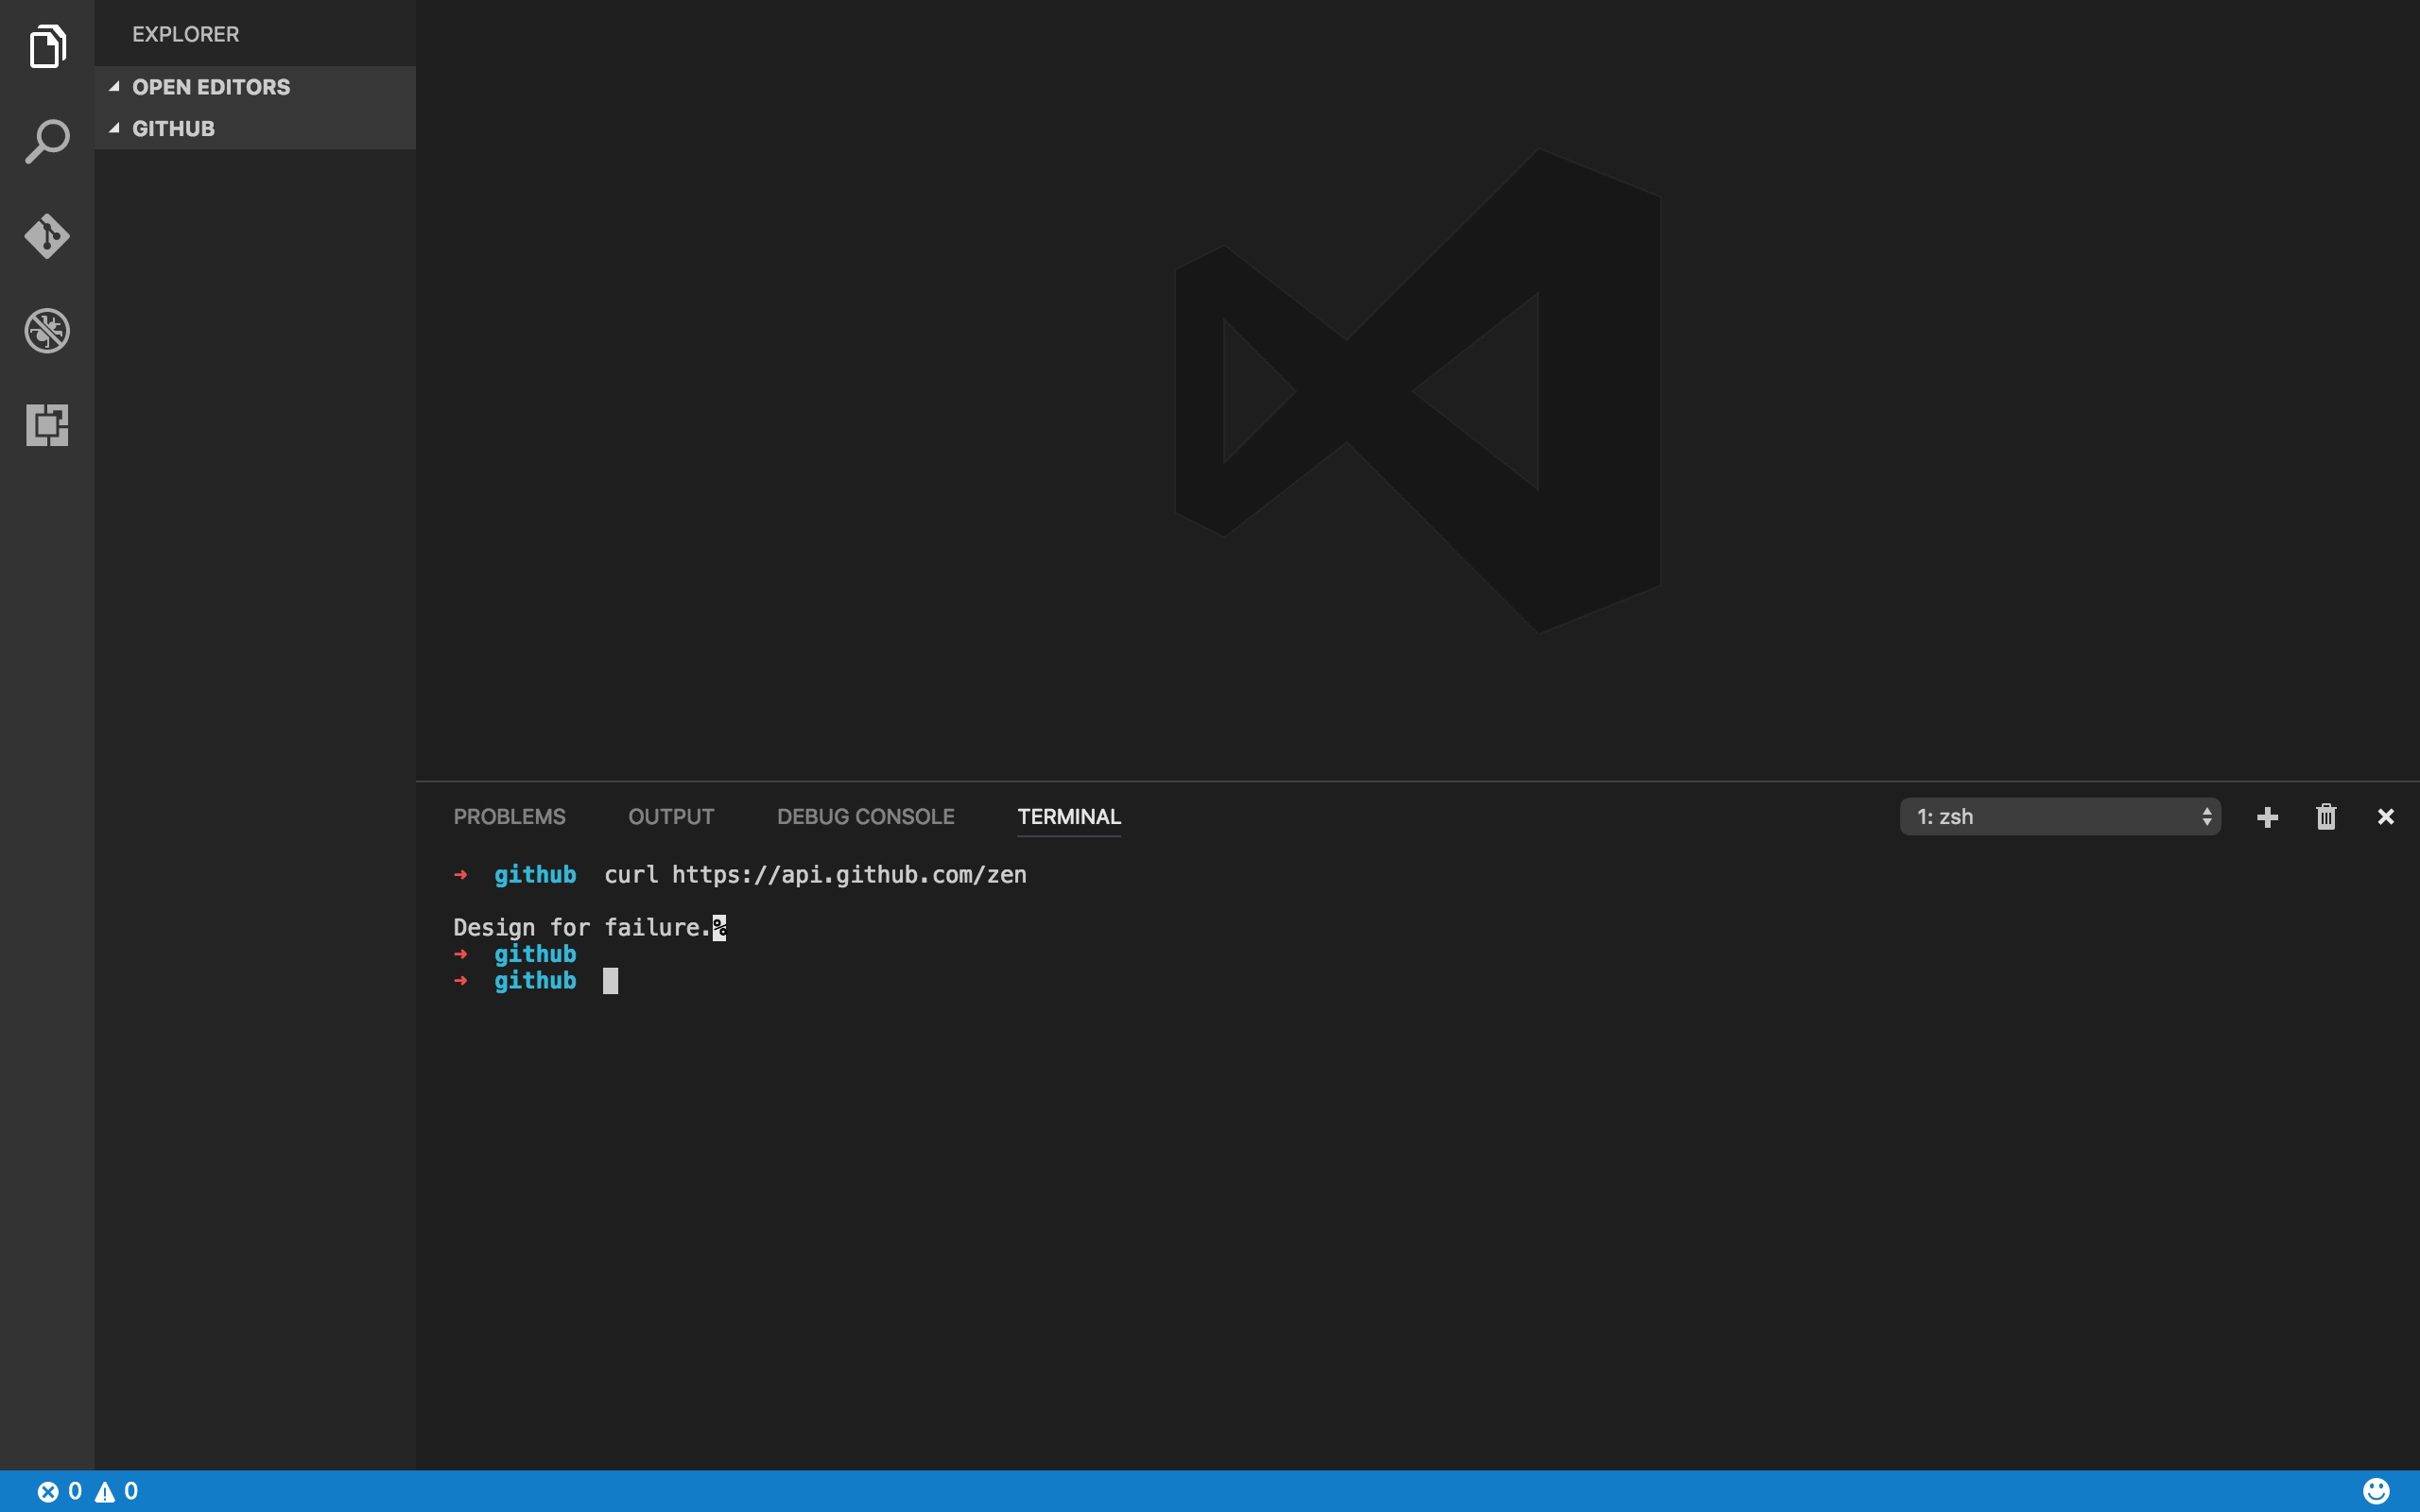 EXPLORER
OPEN EDITORS
GITHUB
PROBLEMS OUTPUT DEBUG CONSOLE TERMINAL 1: zsh
➜ github curl https://api.github.com/zen
Design for failure.%
➜ github
➜ github
0 0